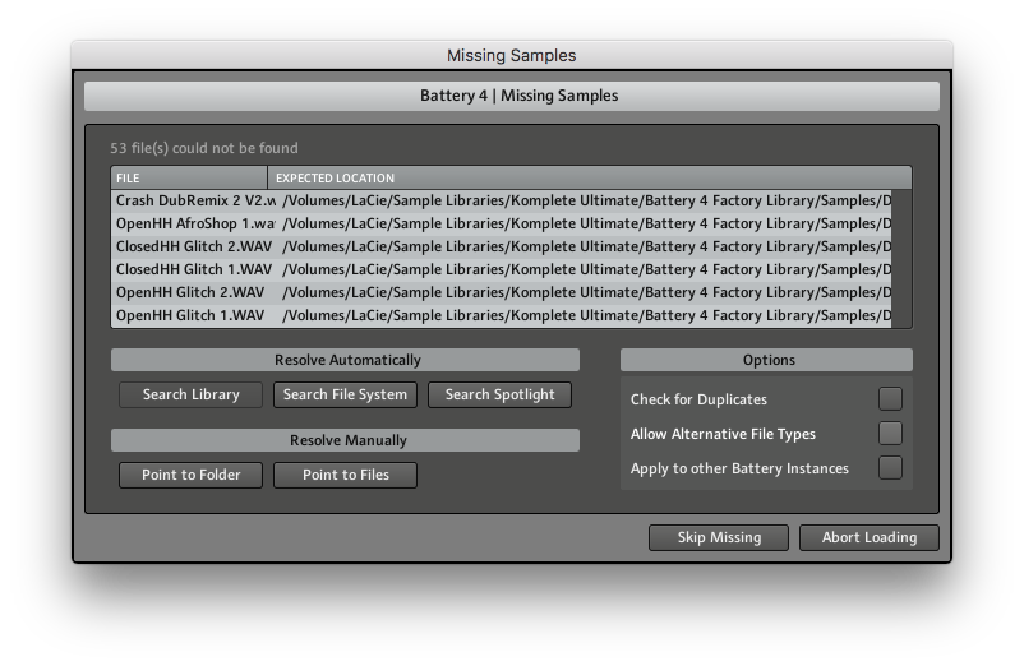 Missing Samples
Battery 4 | Missing Samples
53 file(s) could not be found
FILE EXPECTED LOCATION
Crash DubRemix 2 V2.w /Volumes/LaCie/Sample Libraries/Komplete Ultimate/Battery 4 Factory Library/Samples/D
OpenHH AfroShop 1.wa /Volumes/LaCie/Sample Libraries/Komplete Ultimate/Battery 4 Factory Library/Samples/D
ClosedHH Glitch 2.WAV /Volumes/LaCie/Sample Libraries/Komplete Ultimate/Battery 4 Factory Library/Samples/D
ClosedHH Glitch 1.WAV /Volumes/LaCie/Sample Libraries/Komplete Ultimate/Battery 4 Factory Library/Samples/D
OpenHH Glitch 2.WAV /Volumes/LaCie/Sample Libraries/Komplete Ultimate/Battery 4 Factory Library/Samples/D
OpenHH Glitch 1.WAV /Volumes/LaCie/Sample Libraries/Komplete Ultimate/Battery 4 Factory Library/Samples/D
Resolve Automatically
Search Library Search File System Search Spotlight
Resolve Manually
Point to Folder Point to Files
Options
Check for Duplicates
Allow Alternative File Types
Apply to other Battery Instances
Skip Missing Abort Loading